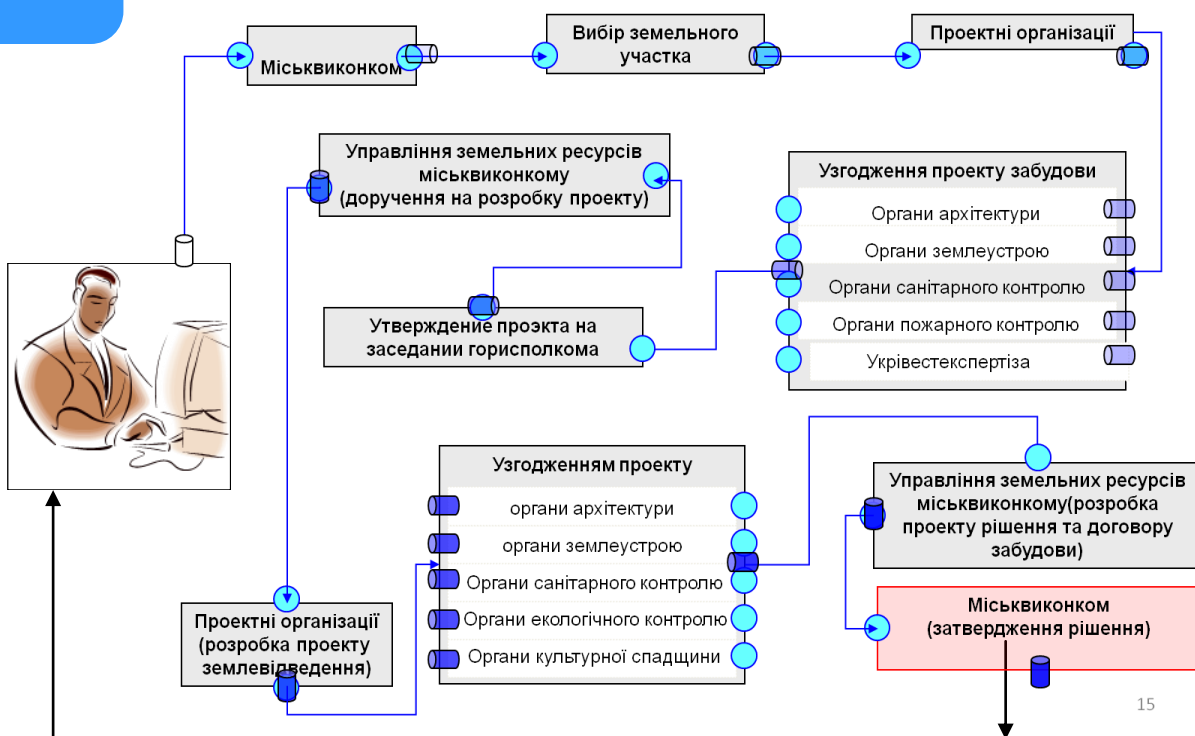 Міськвиконком
Вибір земельного
участка
Проектні організації
Управління земельних ресурсів
міськвиконкому
(доручення на розробку проекту)
Узгодження проекту забудови
Органи архітектури
Органи землеустрою
Органи санітарного контролю
Органи пожарного контролю
Укрівестекспертіза
Утверждение проэкта на
заседании горисполкома
Узгодженням проекту
органи архітектури
органи землеустрою
Органи санітарного контролю
Органи екологічного контролю
Органи культурної спадщини
Управління земельних ресурсів
міськвиконкому(розробка
проекту рішення та договору
забудови)
Проектні організації
(розробка проекту
землевідведення)
Міськвиконком
(затвердження рішення)
15